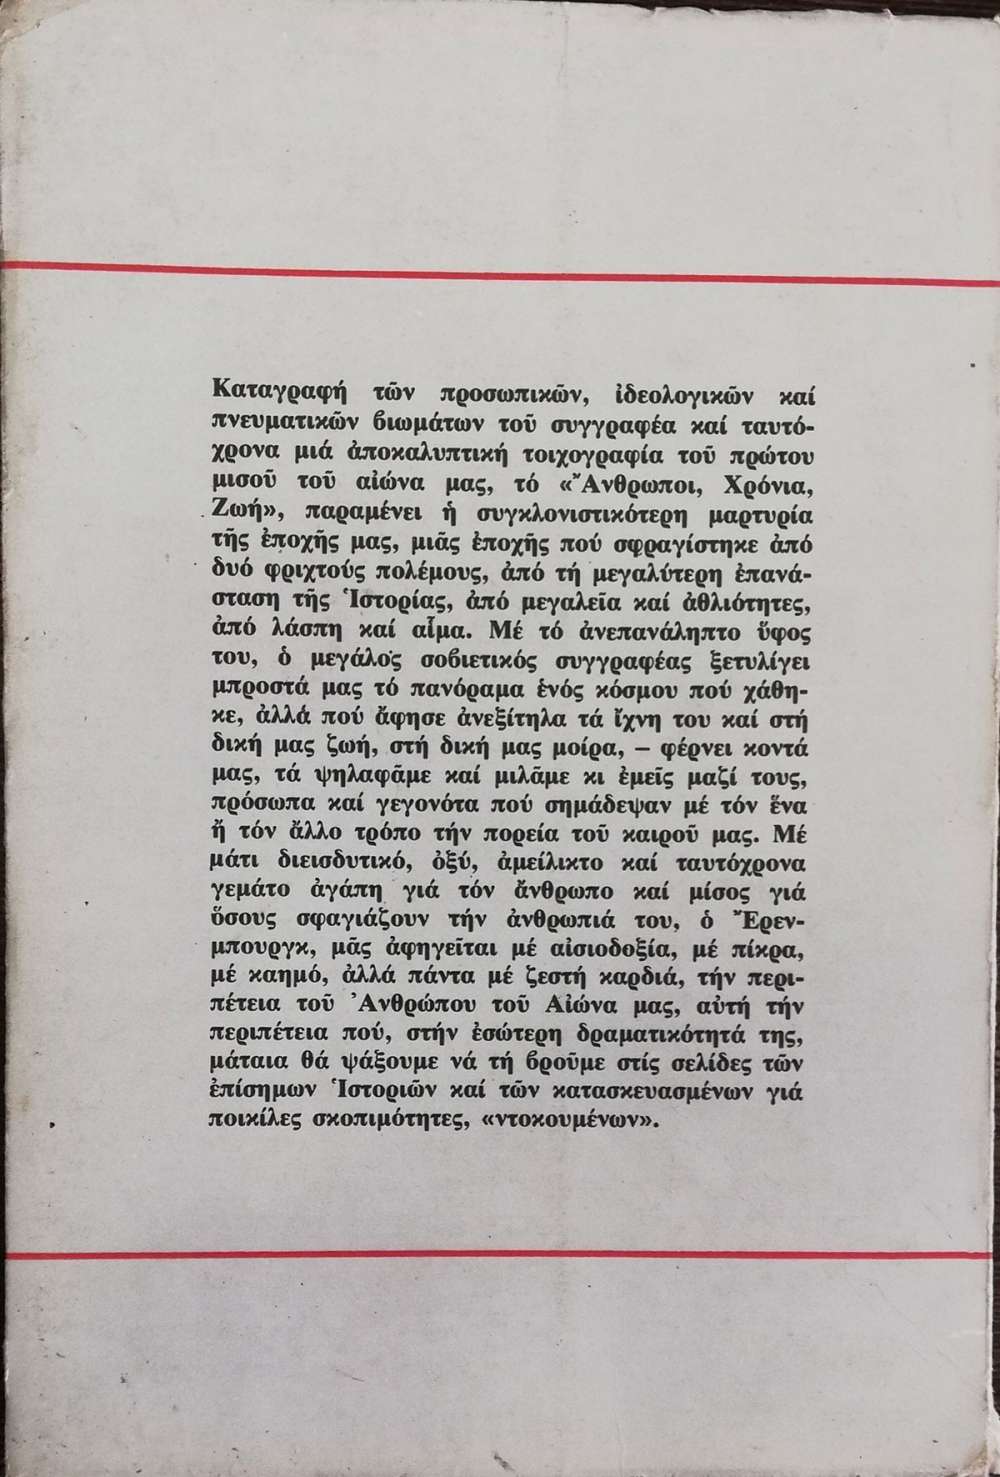 Καταγραφή τῶν προσωπικῶν, ἰδεολογικῶν καί
πνευματικῶν βιωμάτων τοῦ συγγραφέα καί ταυτό-
χρονα μιά ἀποκαλυπτική τοιχογραφία τοῦ πρώτου
μισοῦ τοῦ αἰώνα μας, τό «Ἄνθρωποι, Χρόνια,
Ζωή», παραμένει ἡ συγκλονιστικότερη μαρτυρία
τῆς ἐποχῆς μας, μιᾶς ἐποχῆς πού σφραγίστηκε ἀπό
δυό φριχτούς πολέμους, ἀπό τή μεγαλύτερη ἐπανά-
σταση τῆς Ἱστορίας, ἀπό μεγαλεῖα καί ἀθλιότητες,
ἀπό λάσπη καί αἷμα. Μέ τό ἀνεπανάληπτο ὕφος
του, ὁ μεγάλος σοβιετικός συγγραφέας ξετυλίγει
μπροστά μας τό πανόραμα ἑνός κόσμου πού χάθη-
κε, ἀλλά πού ἄφησε ἀνεξίτηλα τά ἴχνη του καί στή
δική μας ζωή, στή δική μας μοίρα, – φέρνει κοντά
μας, τά ψηλαφᾶμε καί μιλᾶμε κι ἐμεῖς μαζί τους,
πρόσωπα καί γεγονότα πού σημάδεψαν μέ τόν ἕνα
ἤ τόν ἄλλο τρόπο τήν πορεία τοῦ καιροῦ μας. Μέ
μάτι διεισδυτικό, ὀξύ, ἀμείλικτο καί ταυτόχρονα
γεμάτο ἀγάπη γιά τόν ἄνθρωπο καί μίσος γιά
ὅσους σφαγιάζουν τήν ἀνθρωπιά του, ὁ Ἔρεν-
μπουργκ, μᾶς ἀφηγεῖται μέ αἰσιοδοξία, μέ πίκρα,
μέ καημό, ἀλλά πάντα μέ ζεστή καρδιά, τήν περι-
πέτεια τοῦ Ἀνθρώπου τοῦ Αἰώνα μας, αὐτή τήν
περιπέτεια πού, στήν ἐσώτερη δραματικότητά της,
μάταια θά ψάξουμε νά τή βροῦμε στίς σελίδες τῶν
ἐπίσημων Ἱστοριῶν καί τῶν κατασκευασμένων γιά
ποικίλες σκοπιμότητες, «ντοκουμένων».